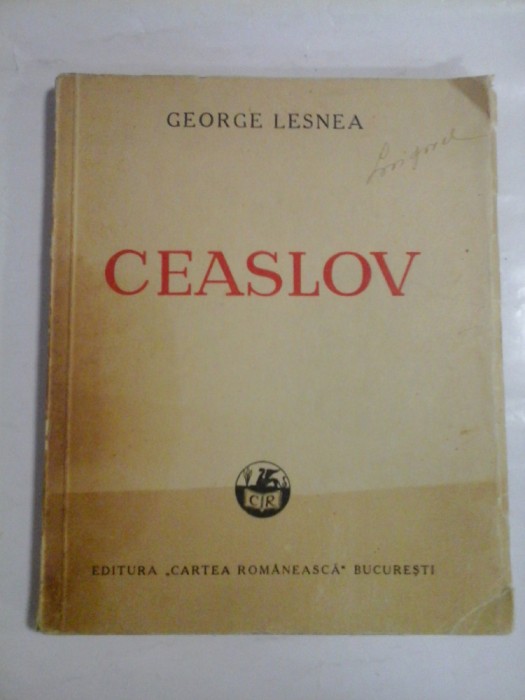 GEORGE LESNEA
CEASLOV
CR
EDITURA „CARTEA ROMÂNEASCĂ" BUCUREŞTI